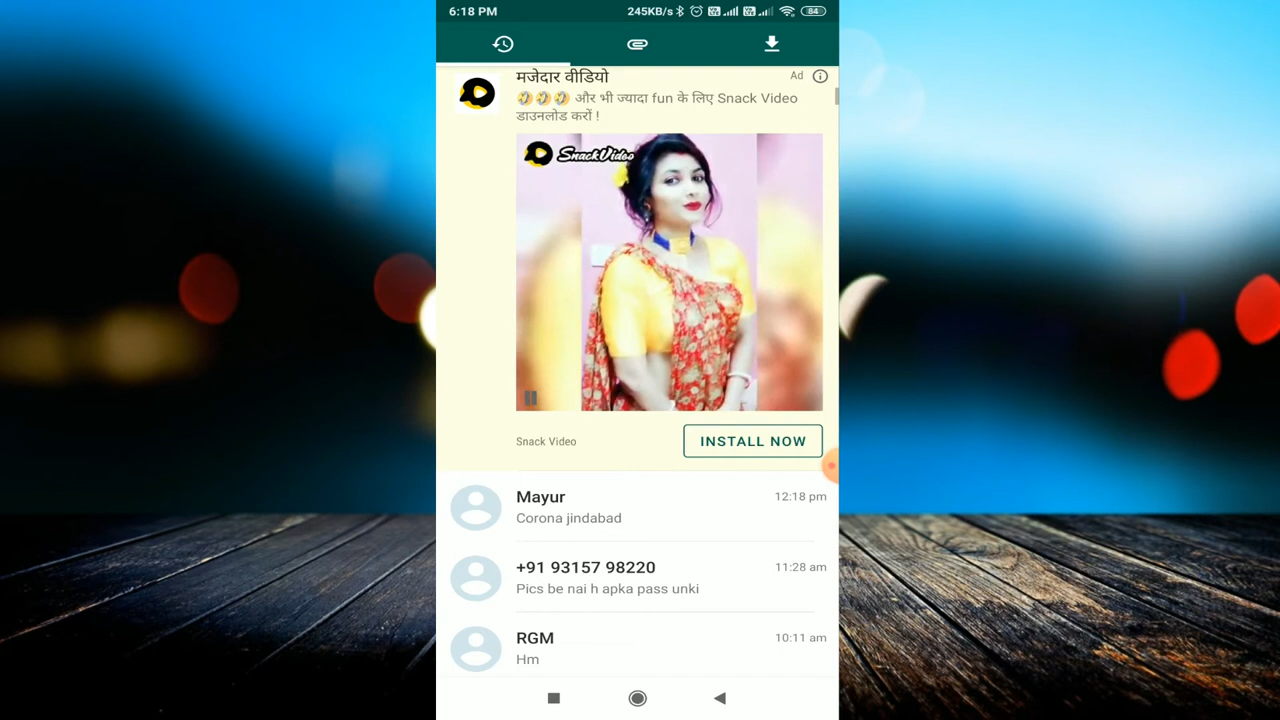 6:18 PM 245KB/s 84
मजेदार वीडियो Ad
🤣🤣🤣 और भी ज्यादा fun के लिए Snack Video
डाउनलोड करों !
SnackVideo
Snack Video INSTALL NOW
Mayur 12:18 pm
Corona jindabad
+91 93157 98220 11:28 am
Pics be nai h apka pass unki
RGM 10:11 am
Hm